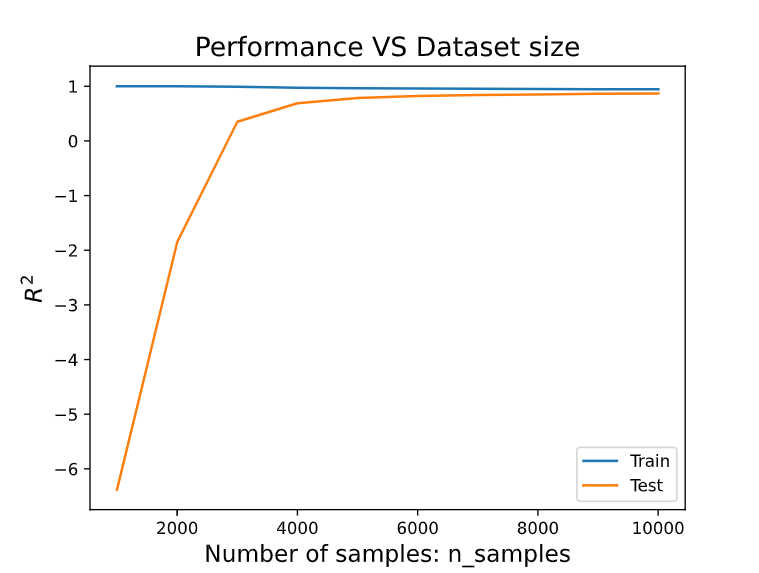 Performance VS Dataset size
1
0
−1
−2
−3
−4
−5
−6
R²
Train
Test
2000 4000 6000 8000 10000
Number of samples: n_samples